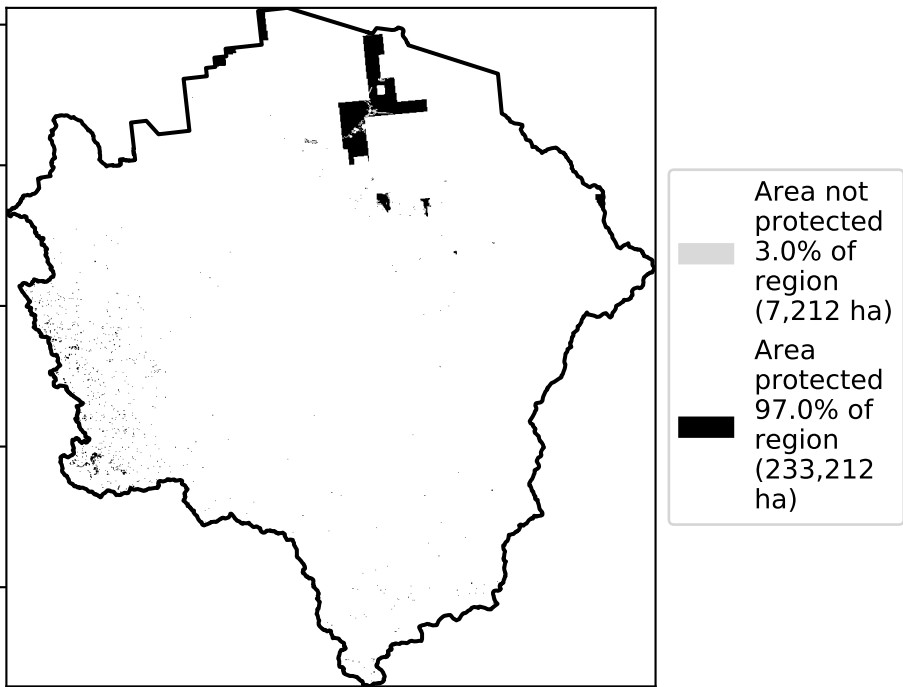 Area not
protected
3.0% of
region
(7,212 ha)
Area
protected
97.0% of
region
(233,212
ha)